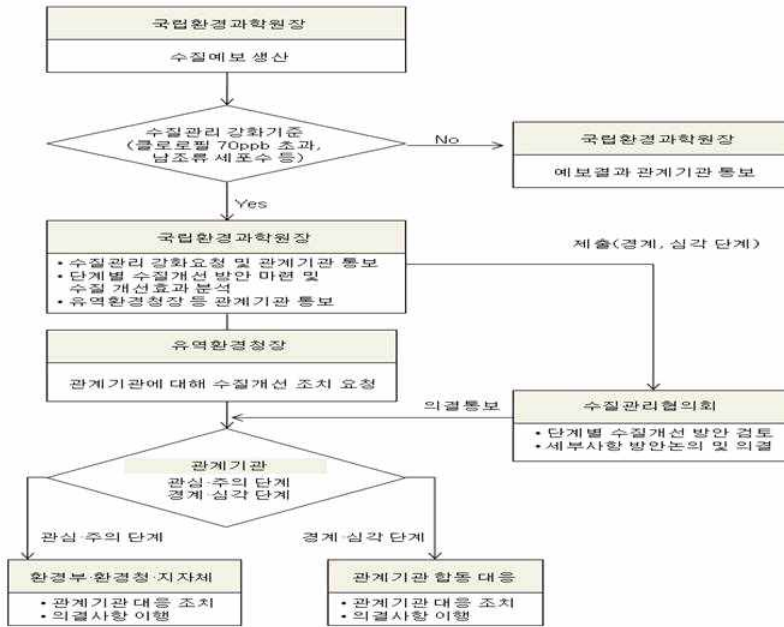 국립환경과학원장
수질예보 생산
수질관리 강화기준
(클로로필 70ppb 초과,
남조류 세포수 등)
No
국립환경과학원장
예보결과 관계기관 통보
Yes
국립환경과학원장
• 수질관리 강화요청 및 관계기관 통보
• 단계별 수질개선 방안 마련 및
수질 개선효과 분석
• 유역환경청장 등 관계기관 통보
제출(경계, 심각 단계)
유역환경청장
관계기관에 대해 수질개선 조치 요청
의결통보
수질관리협의회
• 단계별 수질개선 방안 검토
• 세부사항 방안논의 및 의결
관계기관
관심·주의 단계
경계·심각 단계
관심·주의 단계
경계·심각 단계
환경부·환경청·지자체
• 관계기관 대응 조치
• 의결사항 이행
관계기관 합동 대응
• 관계기관 대응 조치
• 의결사항 이행